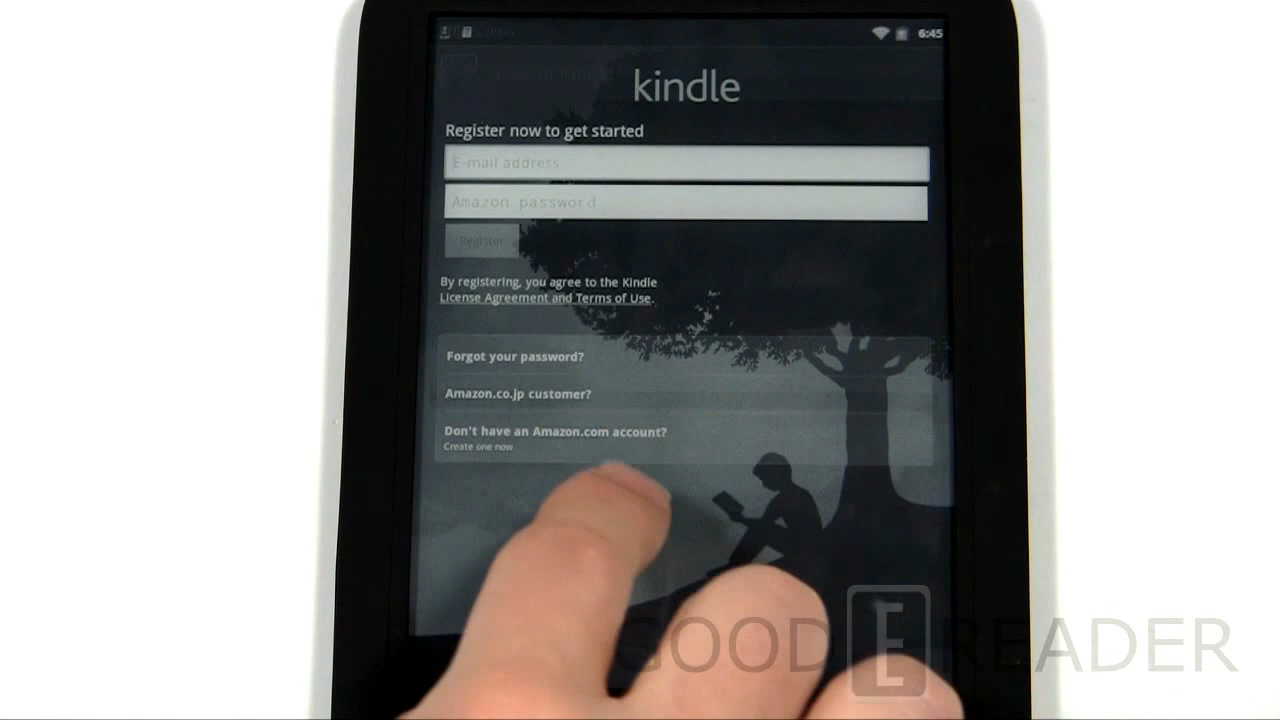 6:45
kindle
Register now to get started
E-mail address
Amazon password
Register
By registering, you agree to the Kindle
License Agreement and Terms of Use.
Forgot your password?
Amazon.co.jp customer?
Don't have an Amazon.com account?
Create one now
GOOD E READER